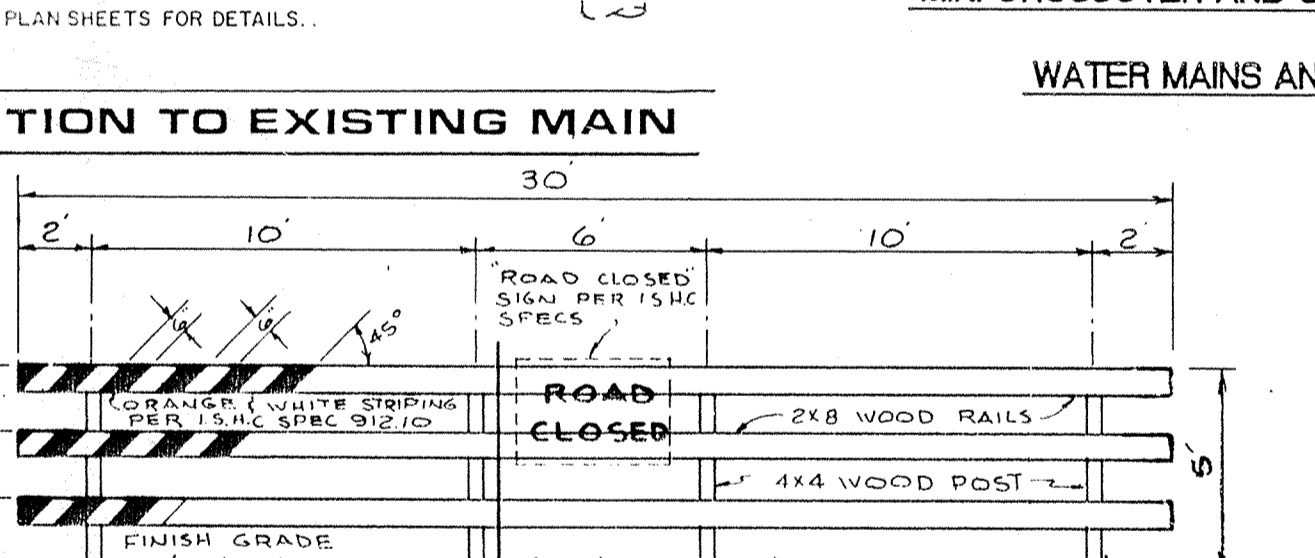 PLAN SHEETS FOR DETAILS..
WATER MAINS AN
TION TO EXISTING MAIN
30'
2' 10' 6' 10' 2'
"ROAD CLOSED"
SIGN PER I.S.H.C
SPECS
6" 6" 45°
ROAD
CLOSED
ORANGE & WHITE STRIPING
PER I.S.H.C SPEC 912.10
2X8 WOOD RAILS
4X4 WOOD POST
5'
FINISH GRADE